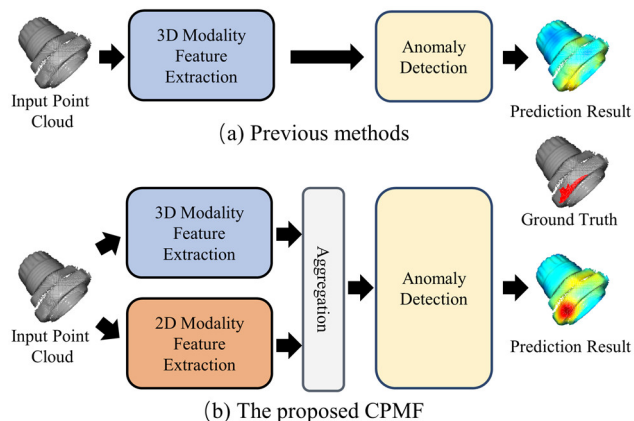 3D Modality
Feature
Extraction
Anomaly
Detection
Input Point
Cloud
Prediction Result
(a) Previous methods
Ground Truth
3D Modality
Feature
Extraction
Aggregation
Anomaly
Detection
2D Modality
Feature
Extraction
Input Point
Cloud
Prediction Result
(b) The proposed CPMF